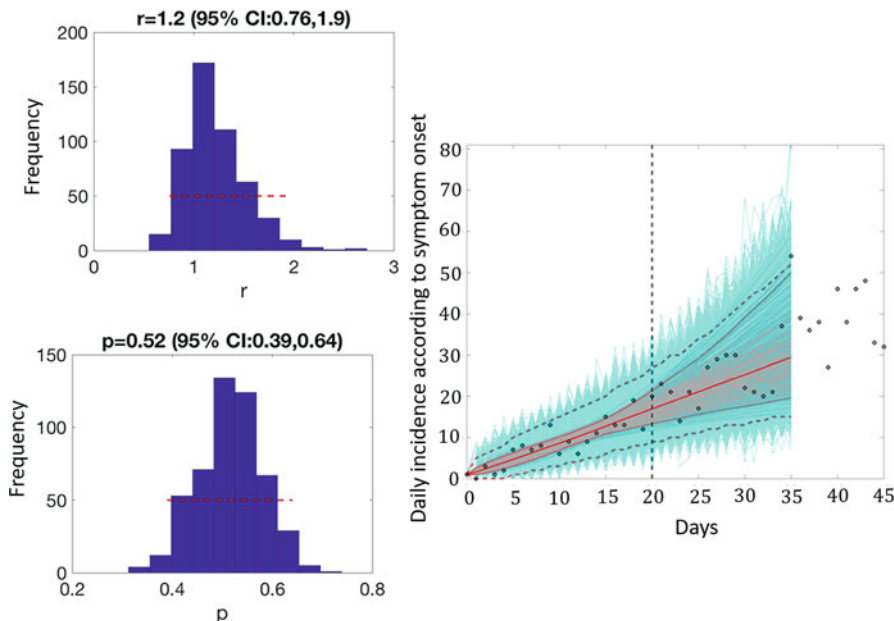 r=1.2 (95% CI:0.76,1.9)
200
150
100
50
0
Frequency
0 1 2 3
r
p=0.52 (95% CI:0.39,0.64)
150
100
50
0
Frequency
0.2 0.4 0.6 0.8
p
Daily incidence according to symptom onset
80
70
60
50
40
30
20
10
0
0 5 10 15 20 25 30 35 40 45
Days